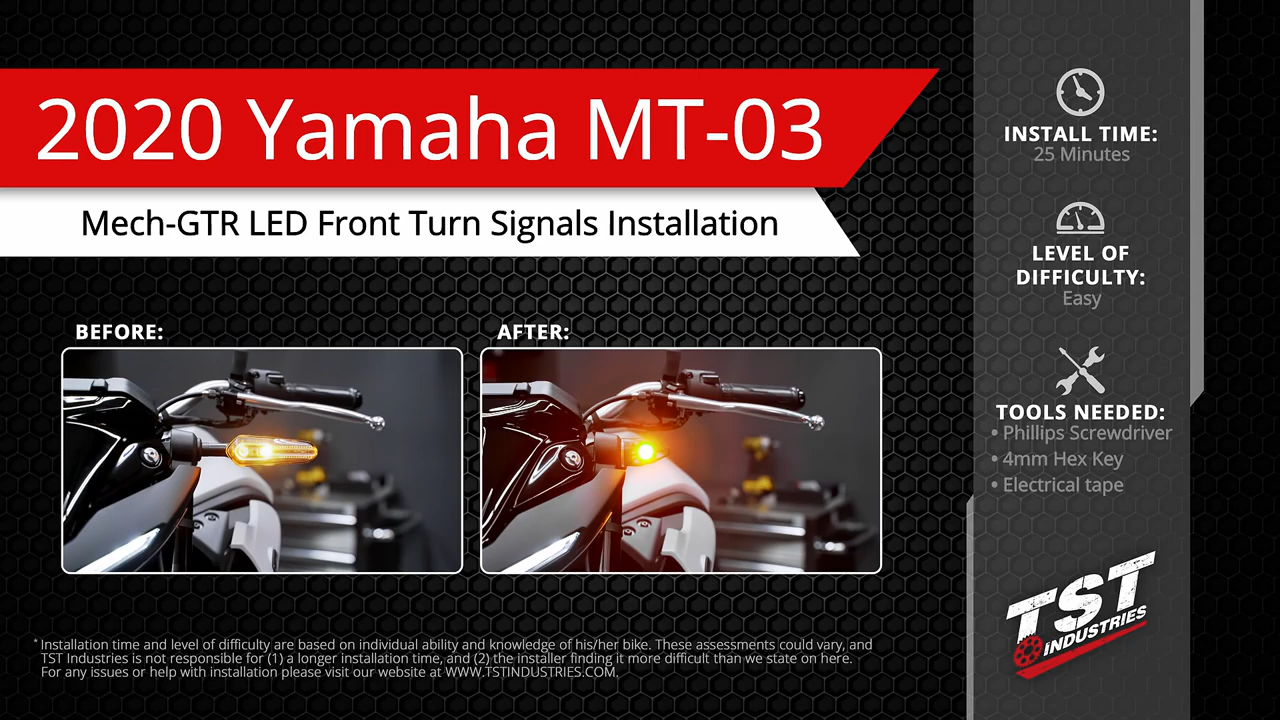 2020 Yamaha MT-03
Mech-GTR LED Front Turn Signals Installation
BEFORE:
AFTER:
* Installation time and level of difficulty are based on individual ability and knowledge of his/her bike. These assessments could vary, and
TST Industries is not responsible for (1) a longer installation time, and (2) the installer finding it more difficult than we state on here.
For any issues or help with installation please visit our website at WWW.TSTINDUSTRIES.COM.
INSTALL TIME:
25 Minutes
LEVEL OF
DIFFICULTY:
Easy
TOOLS NEEDED:
• Phillips Screwdriver
• 4mm Hex Key
• Electrical tape
TST
INDUSTRIES